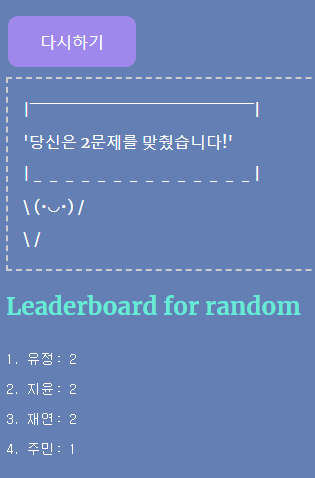 다시하기
|￣￣￣￣￣￣￣￣￣￣￣￣￣￣|
'당신은 2문제를 맞췄습니다!'
|＿＿＿＿＿＿＿＿＿＿＿＿＿＿|
\ (•◡•) /
\ /
Leaderboard for random
1. 유정: 2
2. 지윤: 2
3. 재연: 2
4. 주민: 1